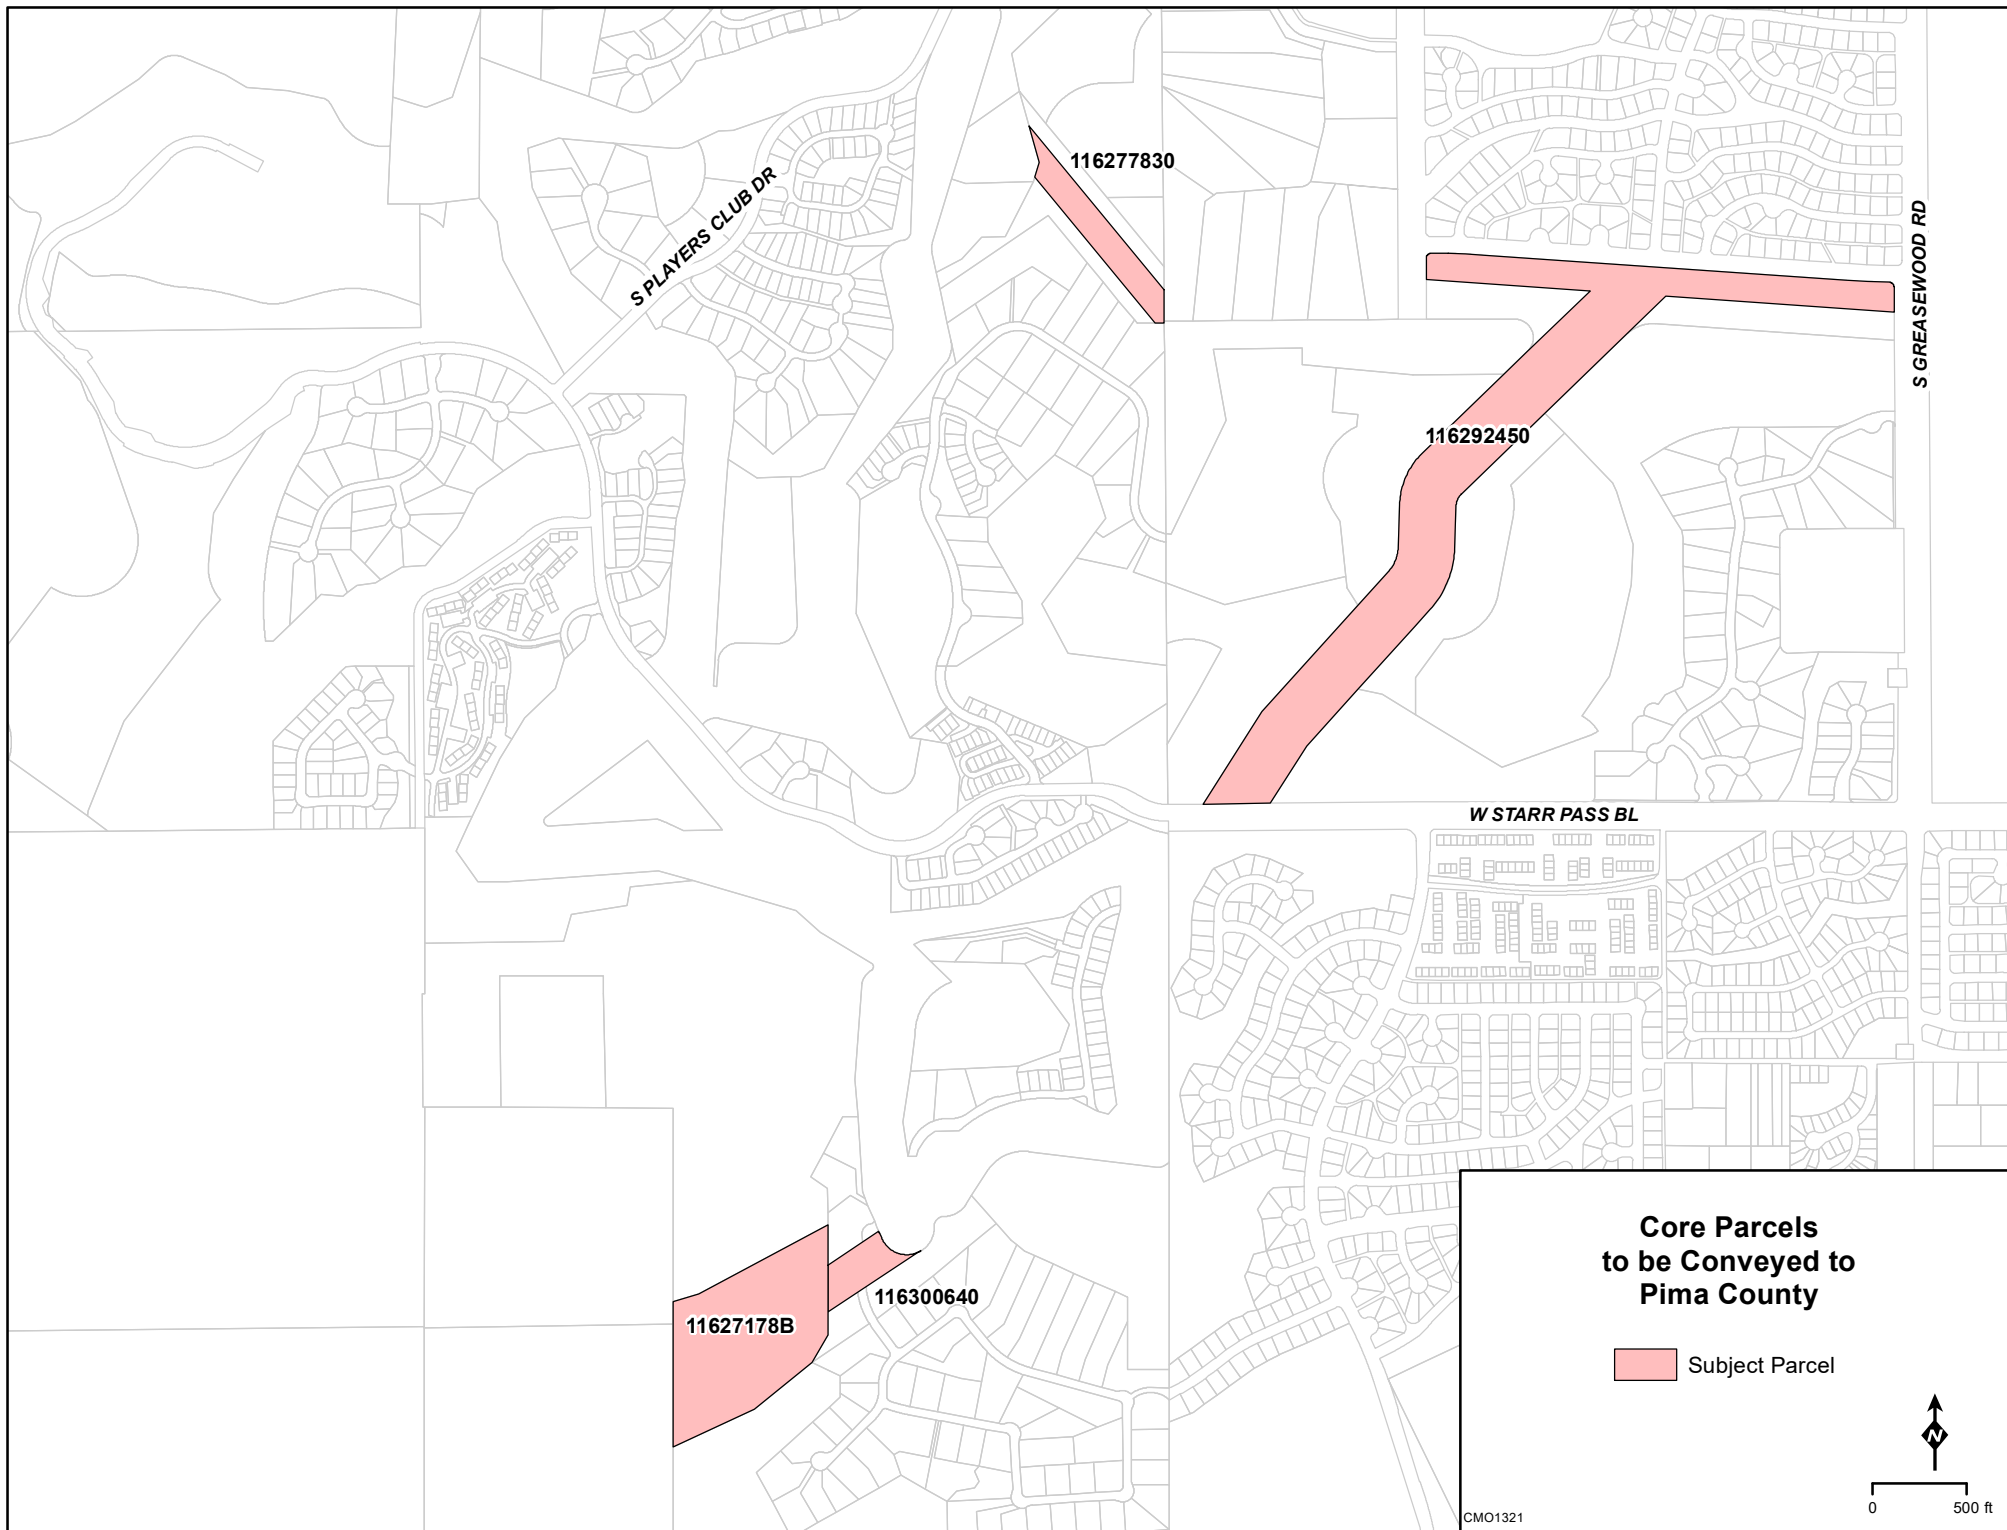 116277830
S PLAYERS CLUB DR
S GREASEWOOD RD
116292450
W STARR PASS BL
116300640
11627178B
Core Parcels
to be Conveyed to
Pima County
Subject Parcel
N
0 500 ft
CMO1321